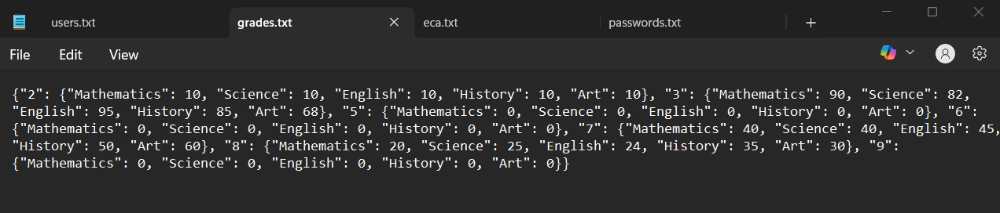 users.txt grades.txt eca.txt passwords.txt
File Edit View
{"2": {"Mathematics": 10, "Science": 10, "English": 10, "History": 10, "Art": 10}, "3": {"Mathematics": 90, "Science": 82,
"English": 95, "History": 85, "Art": 68}, "5": {"Mathematics": 0, "Science": 0, "English": 0, "History": 0, "Art": 0}, "6":
{"Mathematics": 0, "Science": 0, "English": 0, "History": 0, "Art": 0}, "7": {"Mathematics": 40, "Science": 40, "English": 45,
"History": 50, "Art": 60}, "8": {"Mathematics": 20, "Science": 25, "English": 24, "History": 35, "Art": 30}, "9":
{"Mathematics": 0, "Science": 0, "English": 0, "History": 0, "Art": 0}}